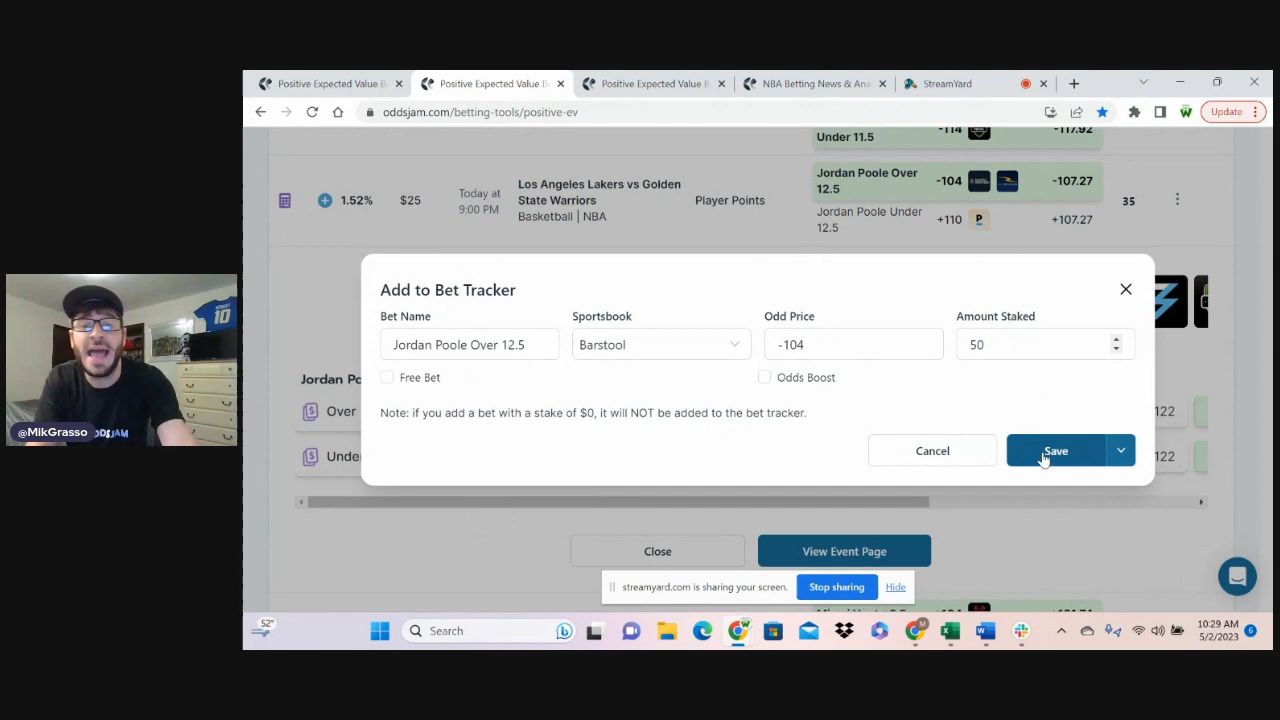 Positive Expected Value B
Positive Expected Value B
Positive Expected Value B
NBA Betting News & Ana
StreamYard
oddsjam.com/betting-tools/positive-ev
Update
Under 11.5
-114
-117.92
1.52%
$25
Today at
9:00 PM
Los Angeles Lakers vs Golden
State Warriors
Basketball | NBA
Player Points
Jordan Poole Over
12.5
-104
-107.27
Jordan Poole Under
12.5
+110
P
+107.27
35
Add to Bet Tracker
Bet Name
Sportsbook
Odd Price
Amount Staked
Jordan Poole Over 12.5
Barstool
-104
50
Free Bet
Odds Boost
Note: if you add a bet with a stake of $0, it will NOT be added to the bet tracker.
Cancel
Save
Jordan Po
Over
122
Unde
122
Close
View Event Page
streamyard.com is sharing your screen.
Stop sharing
Hide
@MikGrasso
DDSJAM
10
52°
Search
10:29 AM
5/2/2023
6